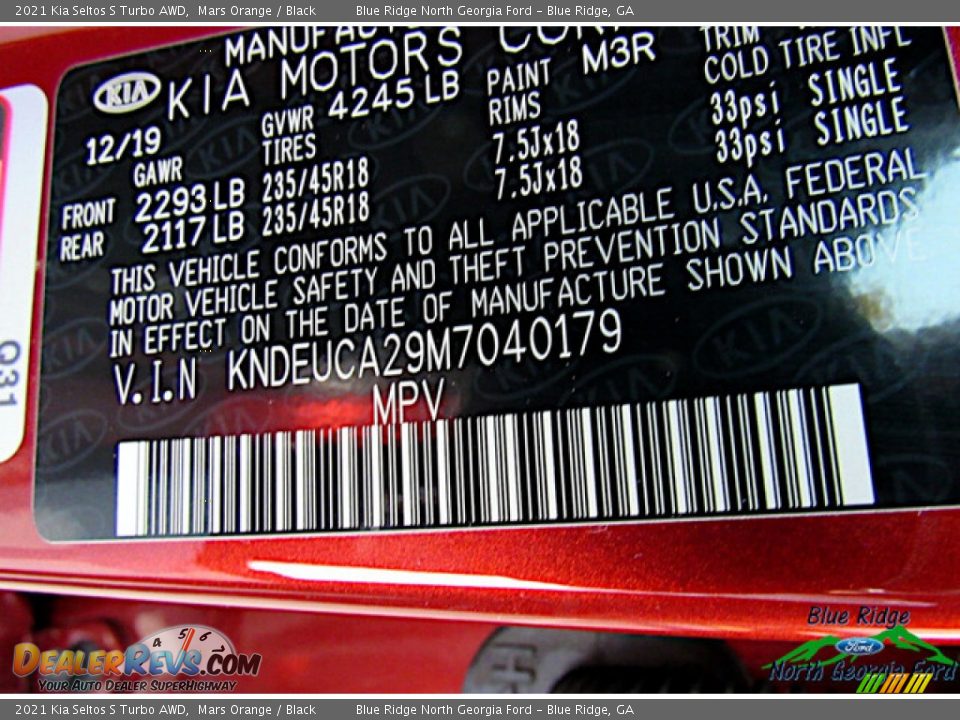 2021 Kia Seltos S Turbo AWD, Mars Orange / Black Blue Ridge North Georgia Ford – Blue Ridge, GA
KIA KIA MOTORS
12/19 GVWR 4245 LB PAINT M3R TRIM
GAWR TIRES RIMS COLD TIRE INFL
FRONT 2293 LB 235/45R18 7.5Jx18 33psi SINGLE
REAR 2117 LB 235/45R18 7.5Jx18 33psi SINGLE
THIS VEHICLE CONFORMS TO ALL APPLICABLE U.S.A. FEDERAL
MOTOR VEHICLE SAFETY AND THEFT PREVENTION STANDARDS
IN EFFECT ON THE DATE OF MANUFACTURE SHOWN ABOVE
V.I.N KNDEUCA29M7040179
MPV
Q31
4 5 6
DEALERREVS.COM
YOUR AUTO DEALER SUPERHIGHWAY
Blue Ridge
Ford
North Georgia Ford
2021 Kia Seltos S Turbo AWD, Mars Orange / Black Blue Ridge North Georgia Ford – Blue Ridge, GA